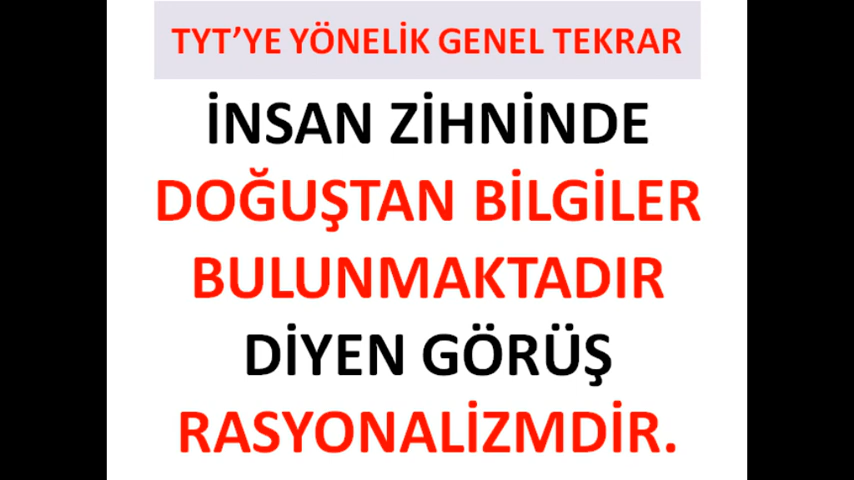 TYT'YE YÖNELİK GENEL TEKRAR
İNSAN ZİHNİNDE
DOĞUŞTAN BİLGİLER
BULUNMAKTADIR
DİYEN GÖRÜŞ
RASYONALİZMDİR.